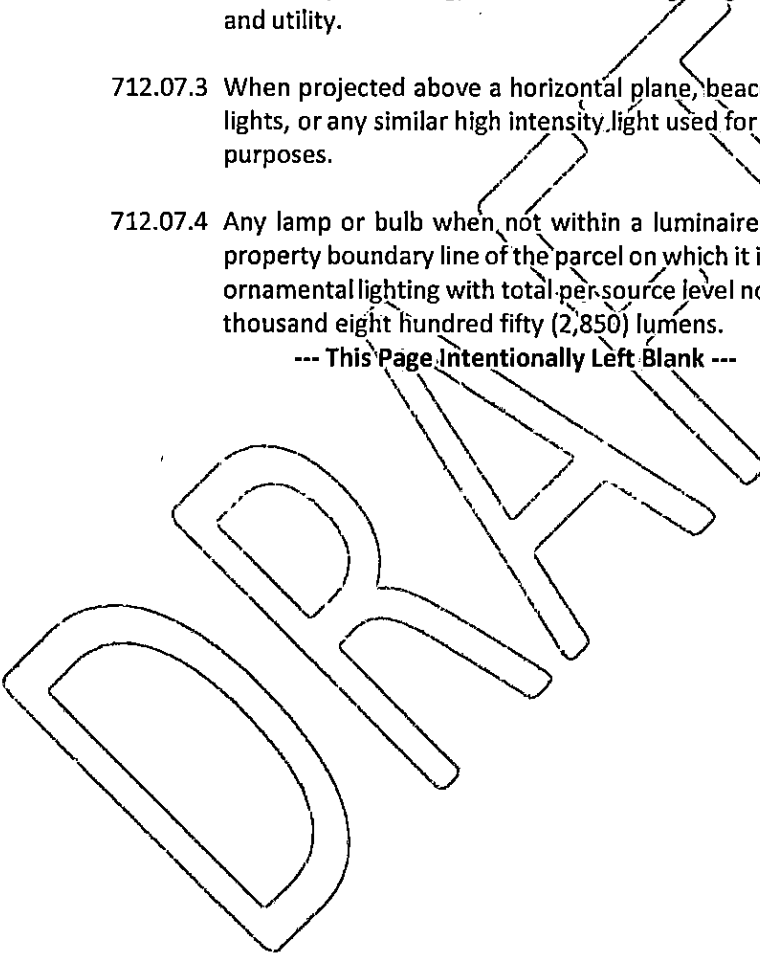 and utility.
712.07.3 When projected above a horizontal plane, beac
lights, or any similar high intensity light used for
purposes.
712.07.4 Any lamp or bulb when not within a luminaire
property boundary line of the parcel on which it i
ornamental lighting with total per source level no
thousand eight hundred fifty (2,850) lumens.
--- This Page Intentionally Left Blank ---
DRA